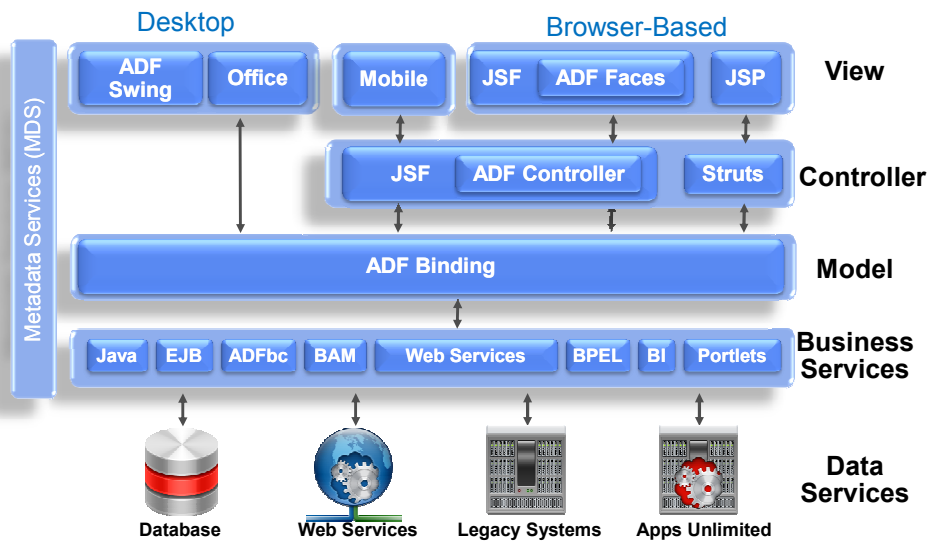 Desktop
Browser-Based
Metadata Services (MDS)
ADF
Swing
Office
Mobile
JSF
ADF Faces
JSP
View
JSF
ADF Controller
Struts
Controller
ADF Binding
Model
Java
EJB
ADFbc
BAM
Web Services
BPEL
BI
Portlets
Business
Services
Database
Web Services
Legacy Systems
Apps Unlimited
Data
Services